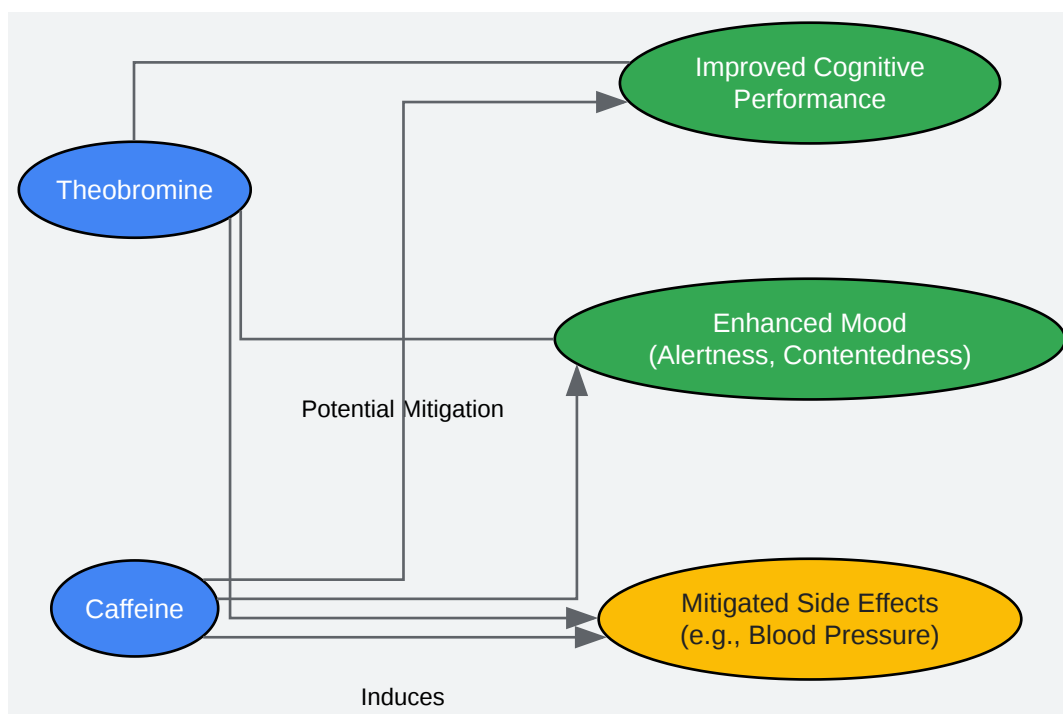 Improved Cognitive
Performance
Theobromine
Enhanced Mood
(Alertness, Contentedness)
Potential Mitigation
Caffeine
Mitigated Side Effects
(e.g., Blood Pressure)
Induces